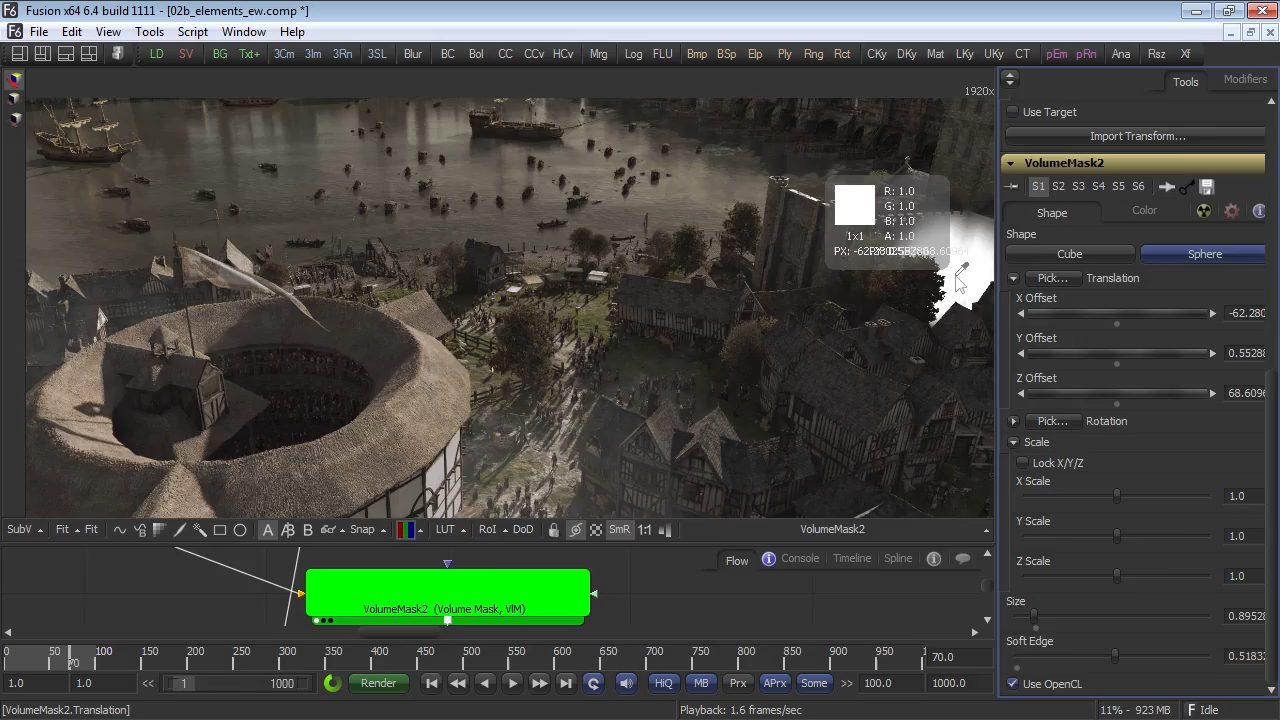 Fusion x64 6.4 build 1111 - [02b_elements_ew.comp *]
File Edit View Tools Script Window Help
LD SV BG Txt+ 3Cm 3Im 3Rn 3SL Blur BC Bol CC CCv HCv Mrg Log FLU Bmp BSp Elp Ply Rng Rct CKy DKy Mat LKy UKy CT pEm pRn Ana Rsz Xf
1920x
Tools Modifiers
Use Target
Import Transform...
VolumeMask2
S1 S2 S3 S4 S5 S6
Shape Color
Shape
Cube Sphere
Pick... Translation
X Offset
-62.280
Y Offset
0.55288
Z Offset
68.6096
Pick... Rotation
Scale
Lock X/Y/Z
X Scale
1.0
Y Scale
1.0
Z Scale
1.0
Size
0.89528
Soft Edge
0.51832
Use OpenCL
R: 1.0
G: 1.0
B: 1.0
A: 1.0
1x1
SubV Fit Fit A B B Snap LUT RoI DoD SmR 1:1 VolumeMask2
Flow Console Timeline Spline
VolumeMask2 (Volume Mask, VlM)
0 50 100 150 200 250 300 350 400 450 500 550 600 650 700 750 800 850 900 70.0
70
1.0 1.0 << 1 1000 Render HiQ MB Prx APrx Some >> 100.0 1000.0
[VolumeMask2.Translation] Playback: 1.6 frames/sec 11% - 923 MB Idle